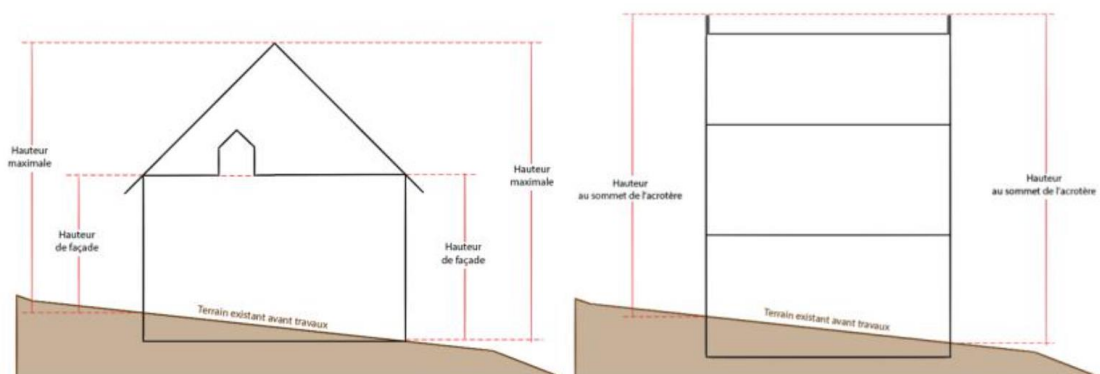 Hauteur
maximale
Hauteur
de façade
Terrain existant avant travaux
Hauteur
de façade
Hauteur
maximale
Hauteur
au sommet de l'acrotère
Terrain existant avant travaux
Hauteur
au sommet de l'acrotère